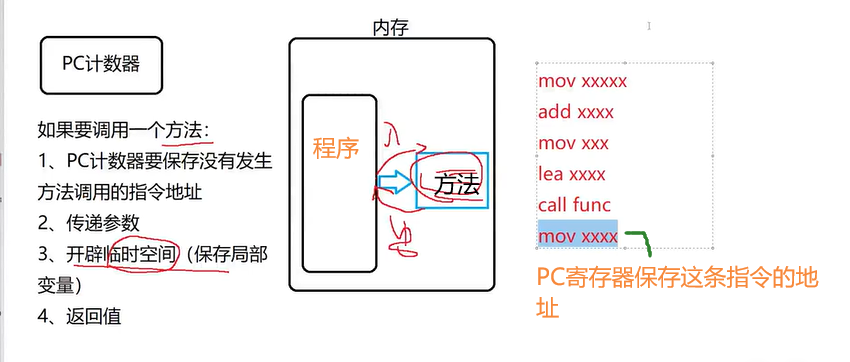 内存
PC计数器
如果要调用一个方法：
1、PC计数器要保存没有发生
方法调用的指令地址
2、传递参数
3、开辟临时空间（保存局部
变量）
4、返回值
程序
入
方法
出
mov xxxxx
add xxxx
mov xxx
lea xxxx
call func
mov xxxx
PC寄存器保存这条指令的地
址